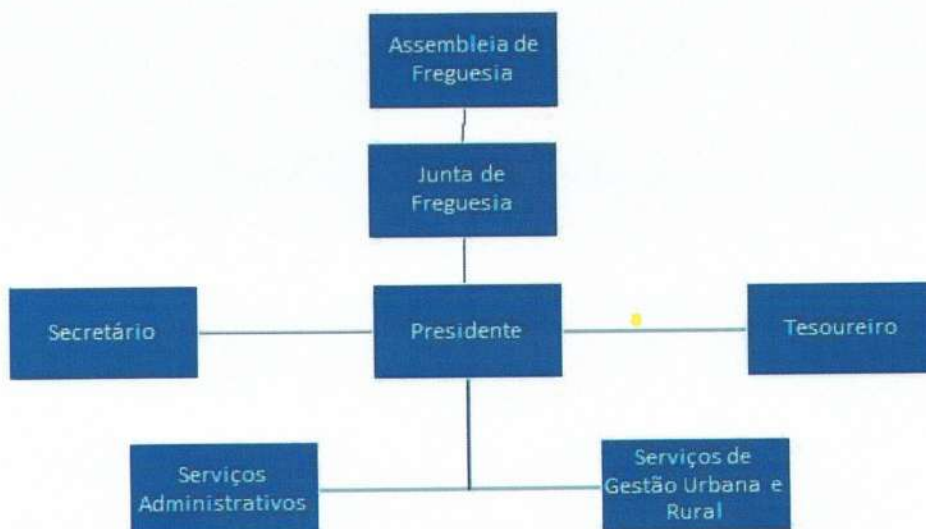 Assembleia de
Freguesia
Junta de
Freguesia
Secretário
Presidente
Tesoureiro
Serviços
Administrativos
Serviços de
Gestão Urbana e
Rural